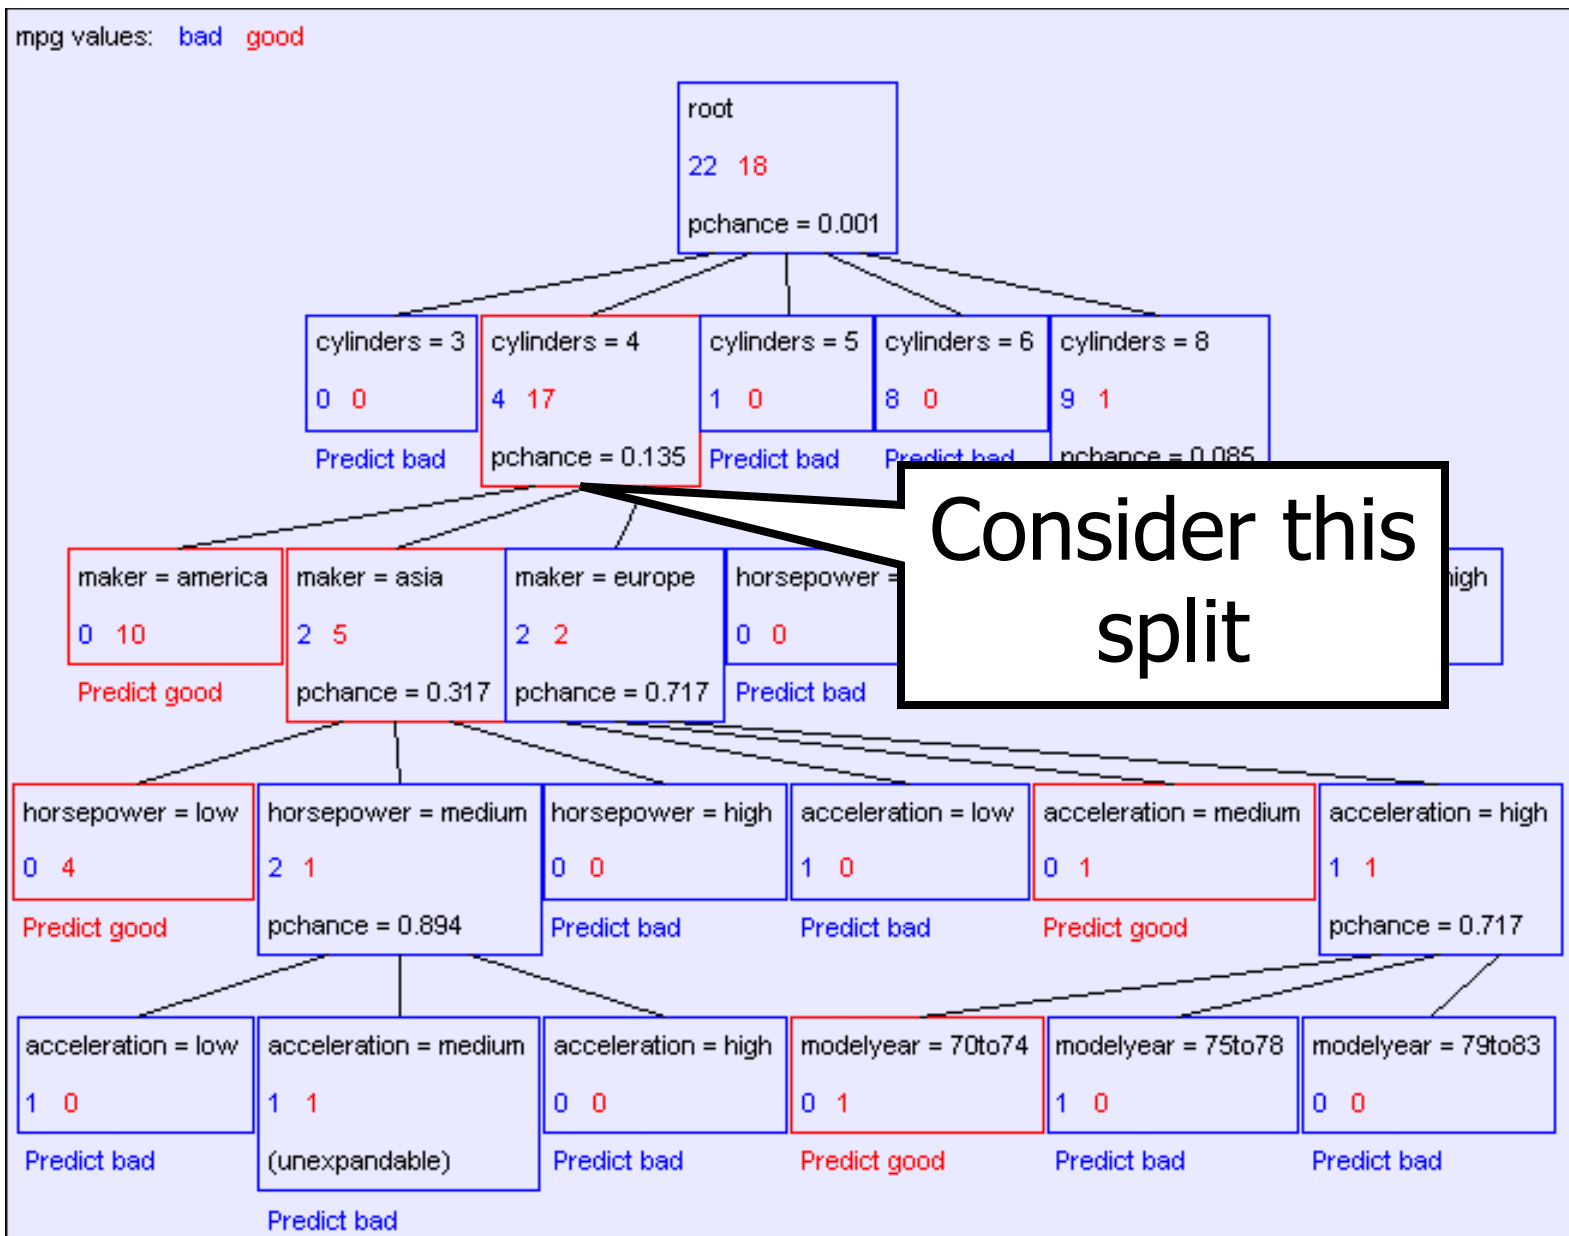 mpg values: bad good
root
22 18
pchance = 0.001
cylinders = 3
0 0
Predict bad
cylinders = 4
4 17
pchance = 0.135
cylinders = 5
1 0
Predict bad
cylinders = 6
8 0
Predict bad
cylinders = 8
9 1
pchance = 0.085
Consider this
split
maker = america
0 10
Predict good
maker = asia
2 5
pchance = 0.317
maker = europe
2 2
pchance = 0.717
horsepower =
0 0
Predict bad
high
horsepower = low
0 4
Predict good
horsepower = medium
2 1
pchance = 0.894
horsepower = high
0 0
Predict bad
acceleration = low
1 0
Predict bad
acceleration = medium
0 1
Predict good
acceleration = high
1 1
pchance = 0.717
acceleration = low
1 0
Predict bad
acceleration = medium
1 1
(unexpandable)
Predict bad
acceleration = high
0 0
Predict bad
modelyear = 70to74
0 1
Predict good
modelyear = 75to78
1 0
Predict bad
modelyear = 79to83
0 0
Predict bad